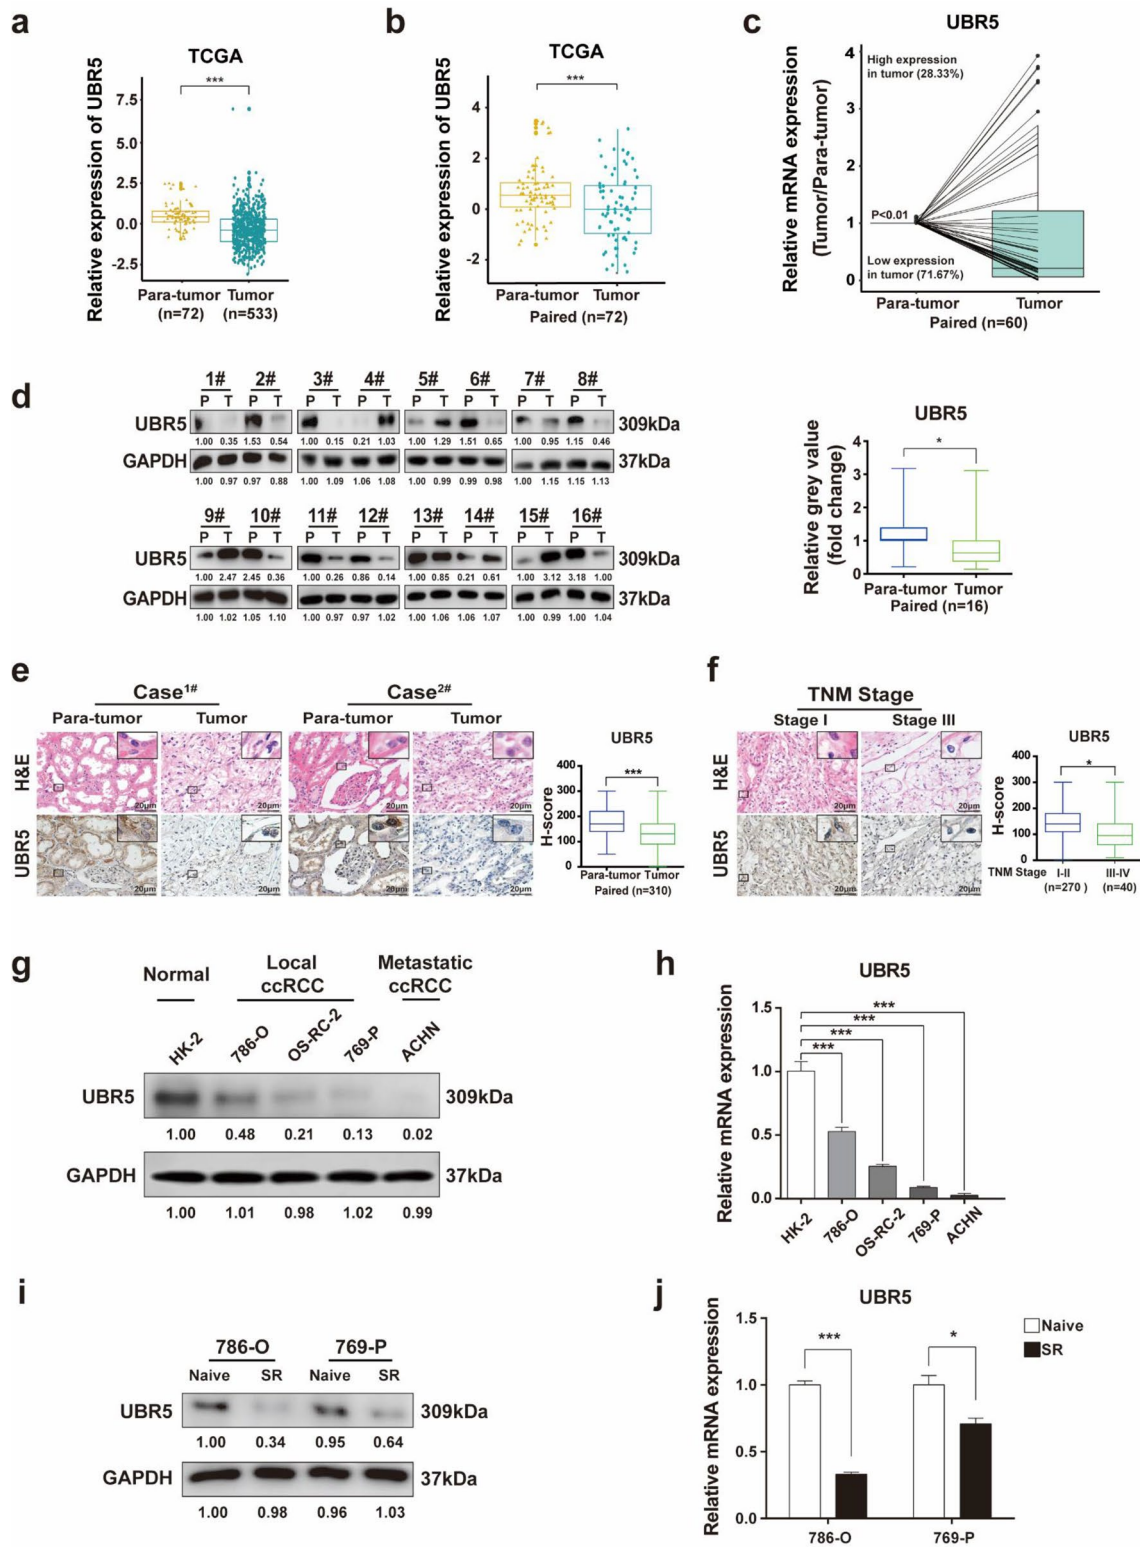 a
TCGA
Relative expression of UBR5
***
7.5
5.0
2.5
0.0
-2.5
Para-tumor Tumor
(n=72) (n=533)
b
TCGA
Relative expression of UBR5
***
4
2
0
-2
Para-tumor Tumor
Paired (n=72)
c
UBR5
Relative mRNA expression
(Tumor/Para-tumor)
4
3
2
1
0
High expression
in tumor (28.33%)
P<0.01
Low expression
in tumor (71.67%)
Para-tumor Tumor
Paired (n=60)
d
1# 2# 3# 4# 5# 6# 7# 8#
P T P T P T P T P T P T P T P T
UBR5 309kDa
1.00 0.35 1.53 0.54 1.00 0.15 0.21 1.03 1.00 1.29 1.51 0.65 1.00 0.95 1.15 0.46
GAPDH 37kDa
1.00 0.97 0.97 0.88 1.00 1.09 1.06 1.08 1.00 0.99 0.99 0.98 1.00 1.15 1.15 1.13
9# 10# 11# 12# 13# 14# 15# 16#
P T P T P T P T P T P T P T P T
UBR5 309kDa
1.00 2.47 2.45 0.36 1.00 0.26 0.86 0.14 1.00 0.85 0.21 0.61 1.00 3.12 3.18 1.00
GAPDH 37kDa
1.00 1.02 1.05 1.10 1.00 0.97 0.97 1.02 1.00 1.06 1.06 1.07 1.00 0.99 1.00 1.04
UBR5
Relative grey value
(fold change)
*
4
3
2
1
0
Para-tumor Tumor
Paired (n=16)
e
Case1# Case2#
Para-tumor Tumor Para-tumor Tumor
H&E
20μm 20μm 20μm 20μm
UBR5
20μm 20μm 20μm 20μm
UBR5
H-score
***
400
300
200
100
0
Para-tumor Tumor
Paired (n=310)
f
TNM Stage
Stage I Stage III
H&E
20μm 20μm
UBR5
20μm 20μm
UBR5
H-score
*
400
300
200
100
0
TNM Stage I-II III-IV
(n=270 ) (n=40)
g
Normal Local ccRCC Metastatic ccRCC
HK-2 786-O OS-RC-2 769-P ACHN
UBR5 309kDa
1.00 0.48 0.21 0.13 0.02
GAPDH 37kDa
1.00 1.01 0.98 1.02 0.99
h
UBR5
Relative mRNA expression
1.5
1.0
0.5
0.0
***
***
***
***
HK-2 786-O OS-RC-2 769-P ACHN
i
786-O 769-P
Naive SR Naive SR
UBR5 309kDa
1.00 0.34 0.95 0.64
GAPDH 37kDa
1.00 0.98 0.96 1.03
j
UBR5
Relative mRNA expression
1.5
1.0
0.5
0.0
*** *
Naive
SR
786-O 769-P